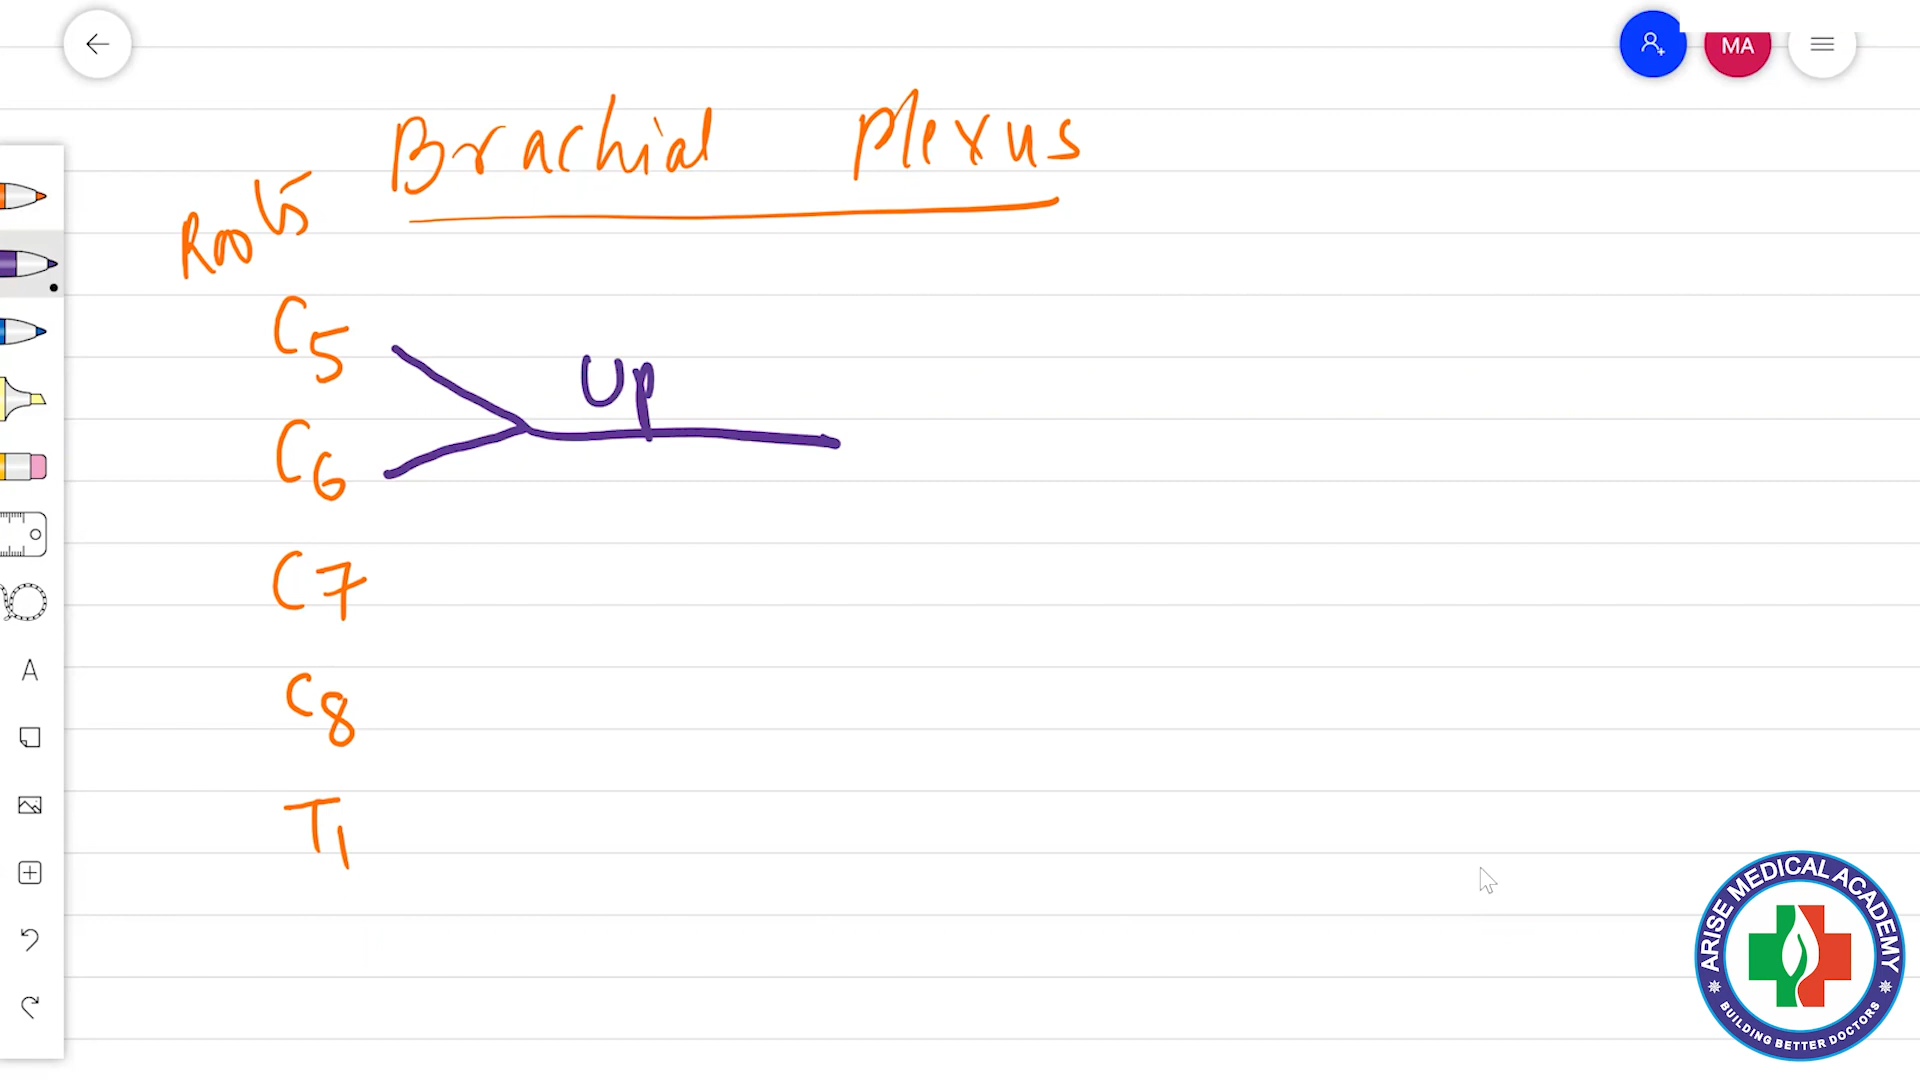 MA
Brachial Plexus
Roots
C5
Up
C6
C7
C8
T1
A
ARISE MEDICAL ACADEMY
BUILDING BETTER DOCTORS